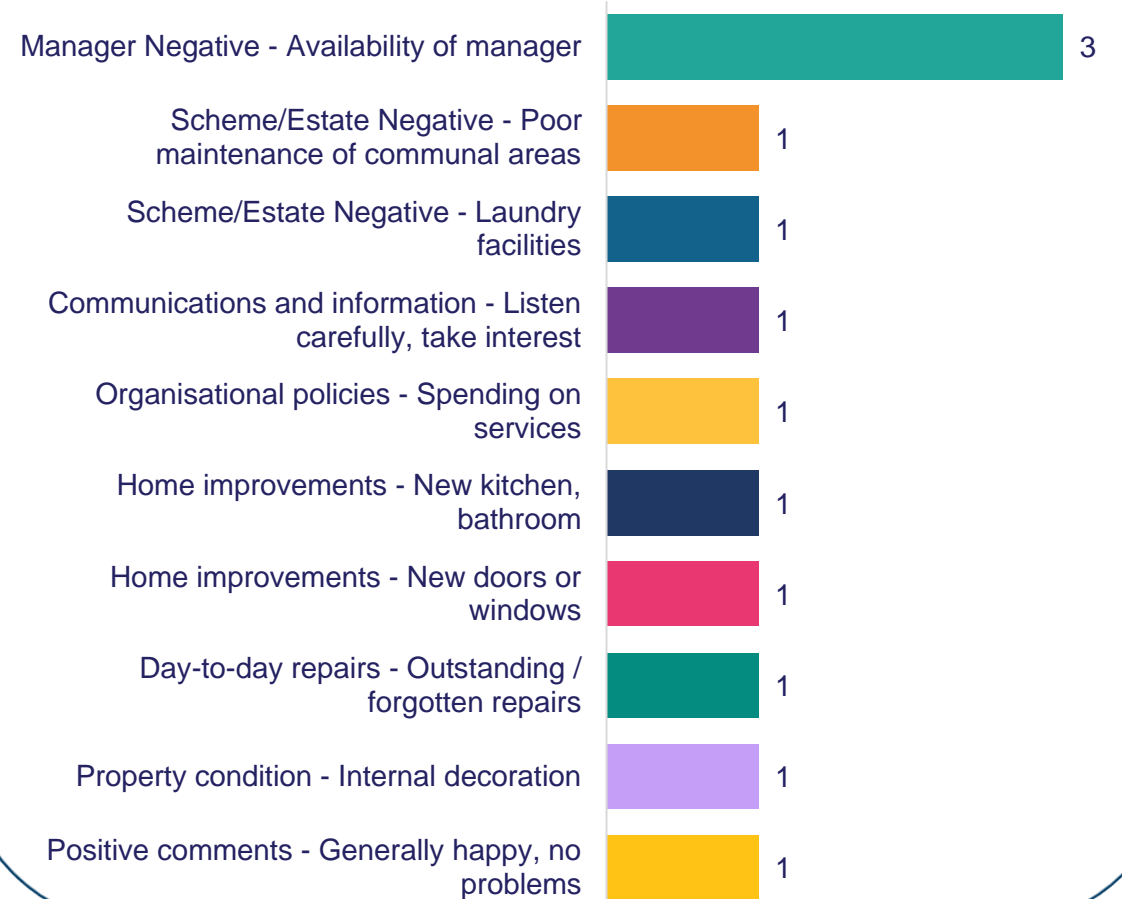 Manager Negative - Availability of manager
3
Scheme/Estate Negative - Poor
maintenance of communal areas
1
Scheme/Estate Negative - Laundry
facilities
1
Communications and information - Listen
carefully, take interest
1
Organisational policies - Spending on
services
1
Home improvements - New kitchen,
bathroom
1
Home improvements - New doors or
windows
1
Day-to-day repairs - Outstanding /
forgotten repairs
1
Property condition - Internal decoration
1
Positive comments - Generally happy, no
problems
1